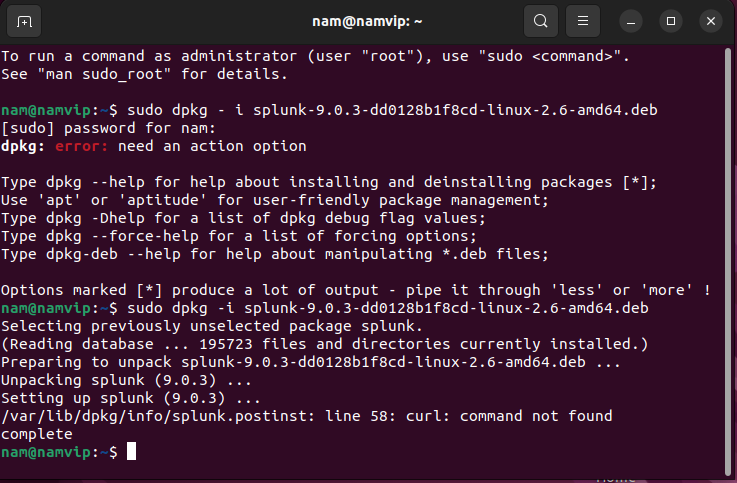 nam@namvip: ~
To run a command as administrator (user "root"), use "sudo <command>".
See "man sudo_root" for details.
nam@namvip:~$ sudo dpkg - i splunk-9.0.3-dd0128b1f8cd-linux-2.6-amd64.deb
[sudo] password for nam:
dpkg: error: need an action option
Type dpkg --help for help about installing and deinstalling packages [*];
Use 'apt' or 'aptitude' for user-friendly package management;
Type dpkg -Dhelp for a list of dpkg debug flag values;
Type dpkg --force-help for a list of forcing options;
Type dpkg-deb --help for help about manipulating *.deb files;
Options marked [*] produce a lot of output - pipe it through 'less' or 'more' !
nam@namvip:~$ sudo dpkg -i splunk-9.0.3-dd0128b1f8cd-linux-2.6-amd64.deb
Selecting previously unselected package splunk.
(Reading database ... 195723 files and directories currently installed.)
Preparing to unpack splunk-9.0.3-dd0128b1f8cd-linux-2.6-amd64.deb ...
Unpacking splunk (9.0.3) ...
Setting up splunk (9.0.3) ...
/var/lib/dpkg/info/splunk.postinst: line 58: curl: command not found
complete
nam@namvip:~$
Home